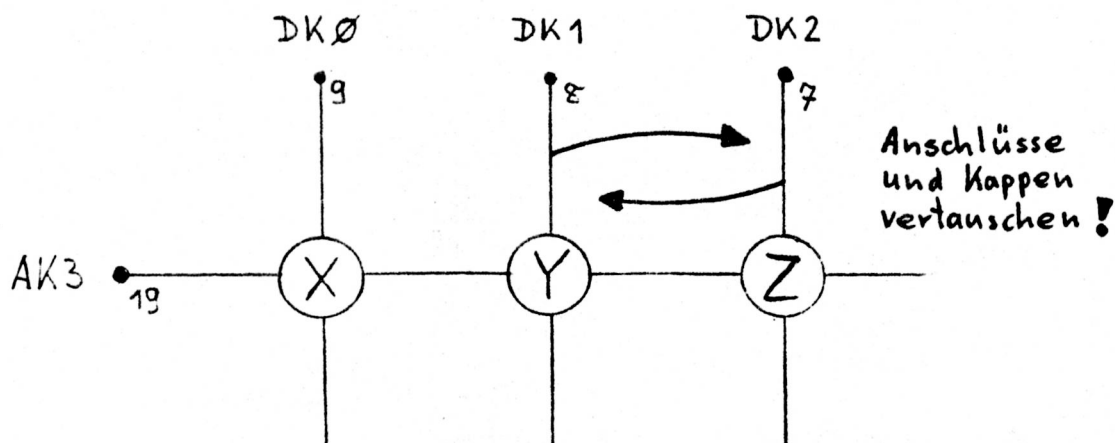 DKØ DK1 DK2
9 8 7
Anschlüsse
und Kappen
vertauschen!
AK3 X Y Z
19